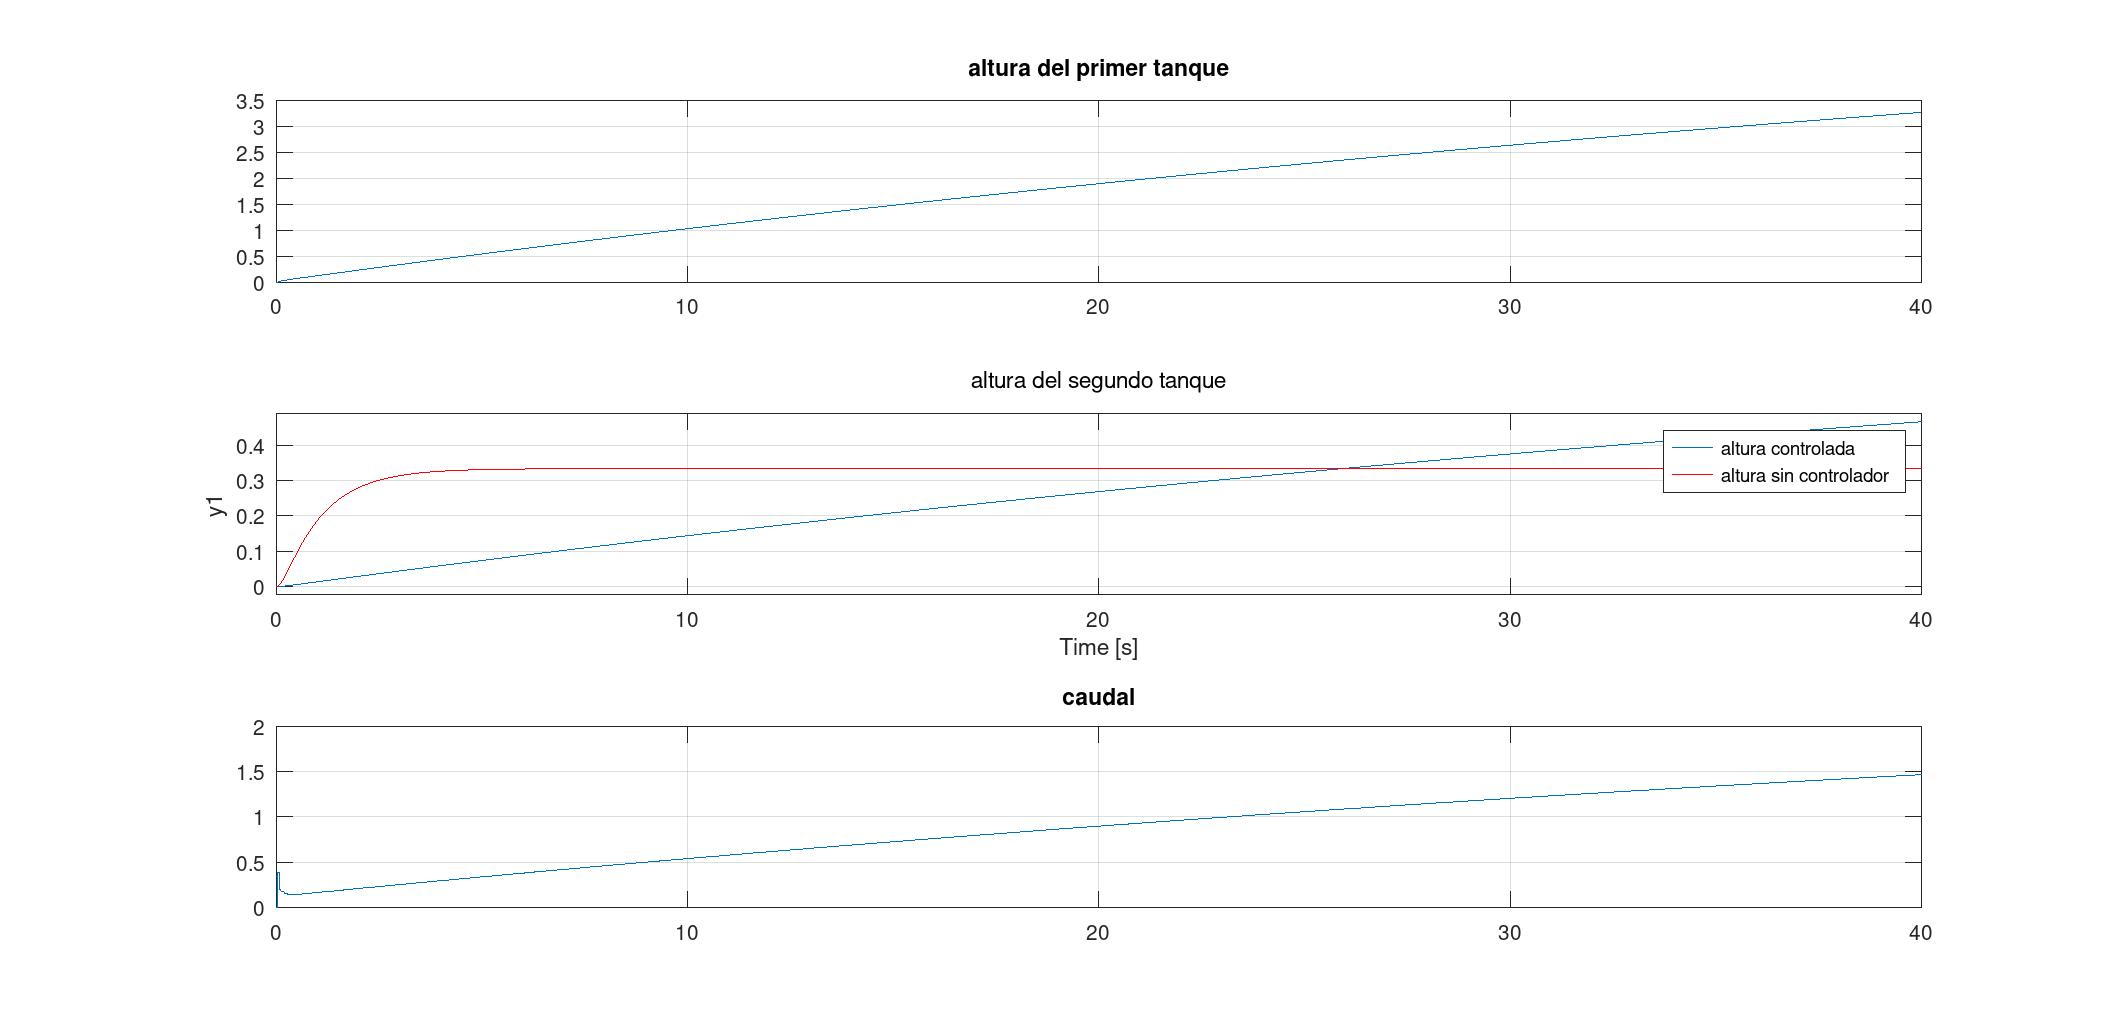 altura del primer tanque
3.5
3
2.5
2
1.5
1
0.5
0
0 10 20 30 40
altura del segundo tanque
y1
0.4
0.3
0.2
0.1
0
altura controlada
altura sin controlador
0 10 20 30 40
Time [s]
caudal
2
1.5
1
0.5
0
0 10 20 30 40